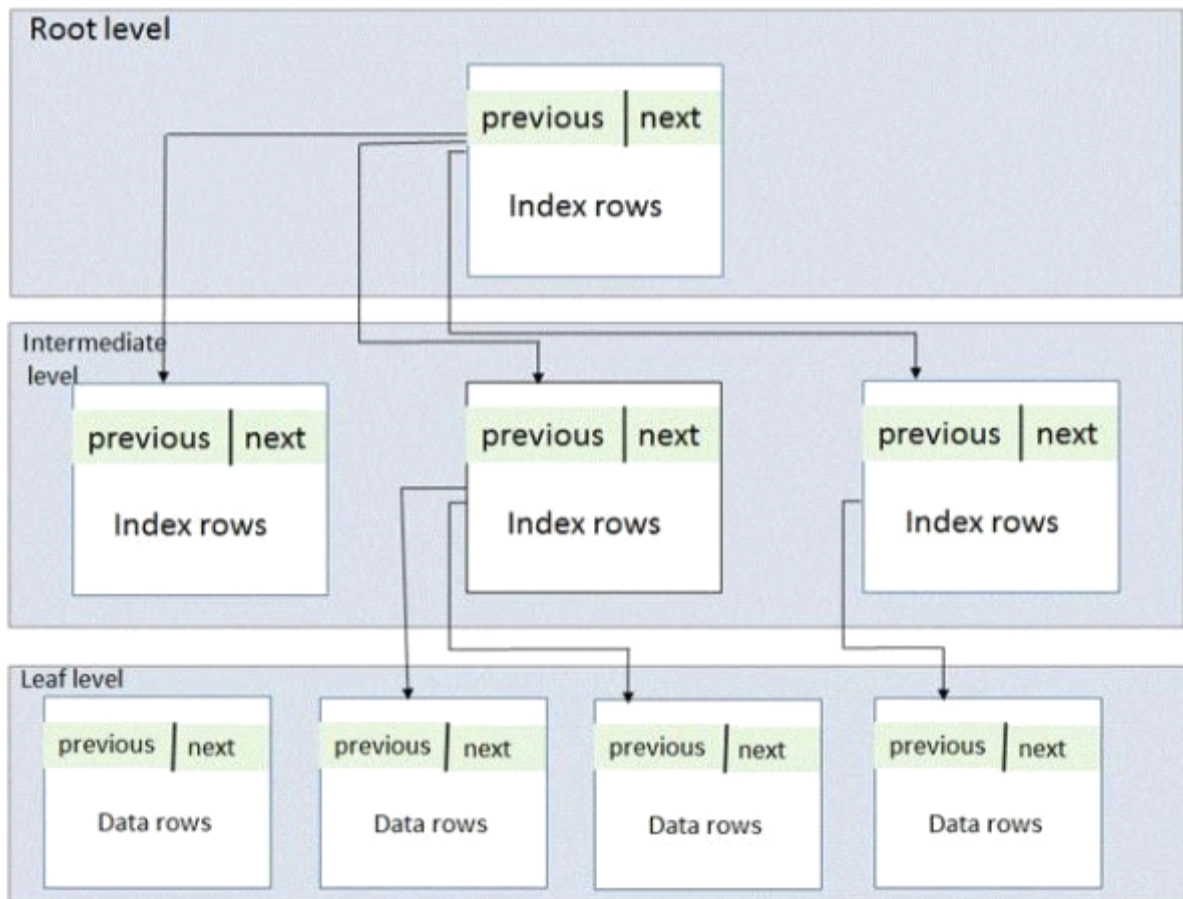 Root level
previous | next
Index rows
Intermediate
level
previous | next
previous | next
previous | next
Index rows
Index rows
Index rows
Leaf level
previous | next
previous | next
previous | next
previous | next
Data rows
Data rows
Data rows
Data rows